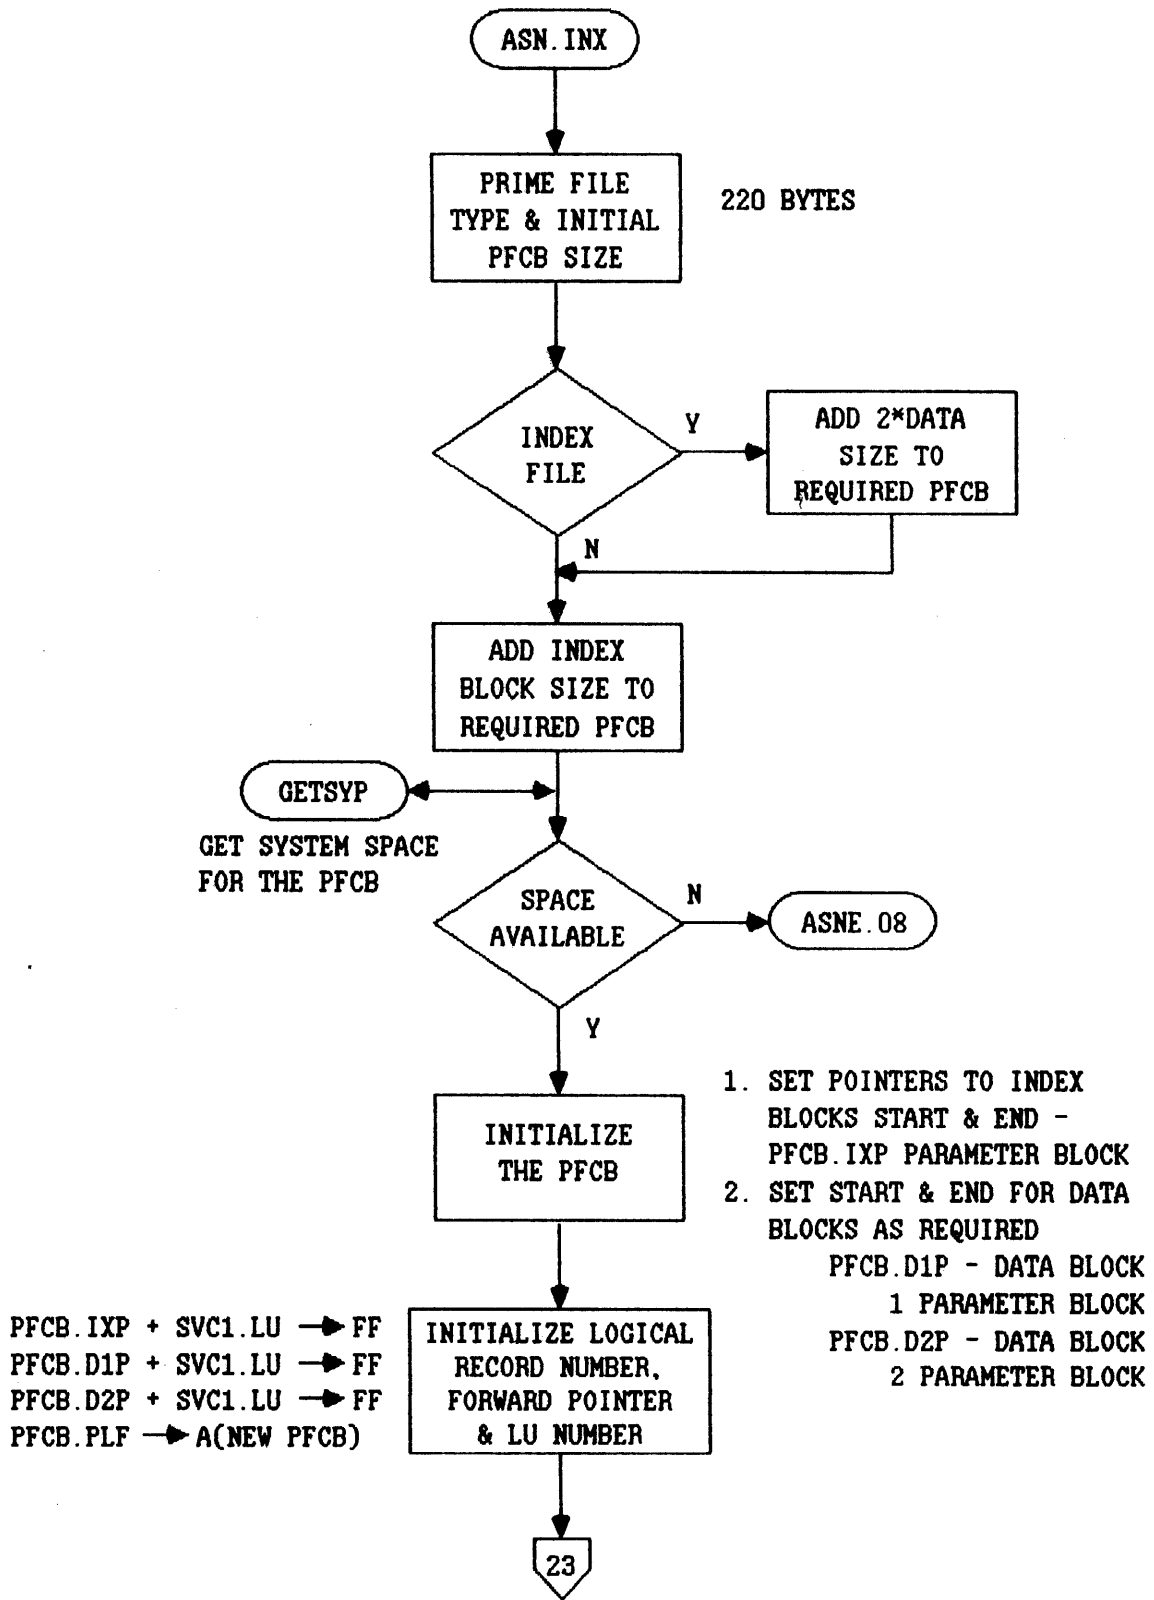 ASN.INX
PRIME FILE
TYPE & INITIAL
PFCB SIZE
220 BYTES
INDEX
FILE
Y
ADD 2*DATA
SIZE TO
REQUIRED PFCB
N
ADD INDEX
BLOCK SIZE TO
REQUIRED PFCB
GETSYP
GET SYSTEM SPACE
FOR THE PFCB
SPACE
AVAILABLE
N
ASNE.08
Y
INITIALIZE
THE PFCB
1. SET POINTERS TO INDEX
BLOCKS START & END -
PFCB.IXP PARAMETER BLOCK
2. SET START & END FOR DATA
BLOCKS AS REQUIRED
PFCB.D1P - DATA BLOCK
1 PARAMETER BLOCK
PFCB.D2P - DATA BLOCK
2 PARAMETER BLOCK
PFCB.IXP + SVC1.LU → FF
PFCB.D1P + SVC1.LU → FF
PFCB.D2P + SVC1.LU → FF
PFCB.PLF → A(NEW PFCB)
INITIALIZE LOGICAL
RECORD NUMBER,
FORWARD POINTER
& LU NUMBER
23